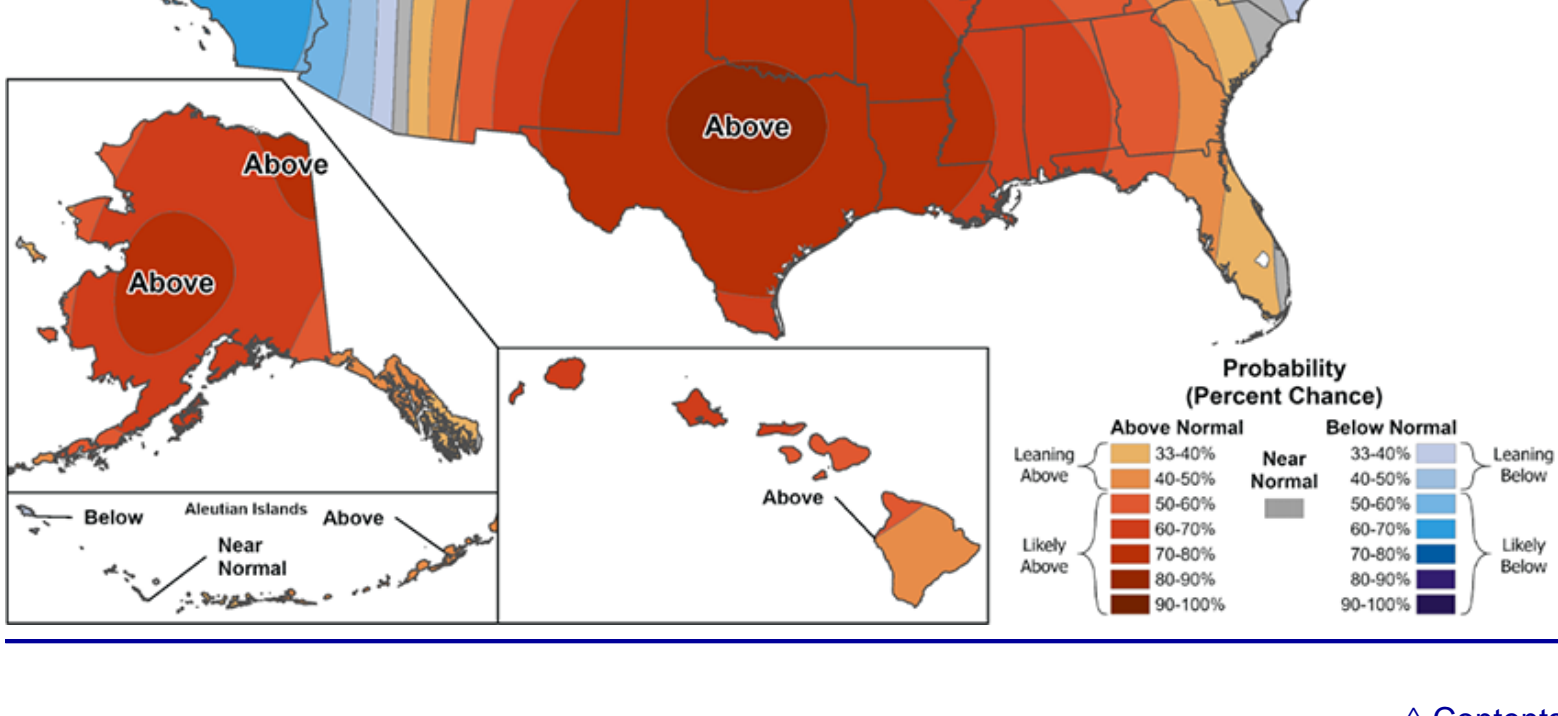 Above
Above
Above
Probability
(Percent Chance)
Above Normal
Below Normal
Leaning
Above
33-40%
40-50%
Likely
Above
50-60%
60-70%
70-80%
80-90%
90-100%
Near
Normal
33-40%
40-50%
Leaning
Below
50-60%
60-70%
70-80%
80-90%
90-100%
Likely
Below
Above
Below
Aleutian Islands
Above
Near
Normal
^ Contents